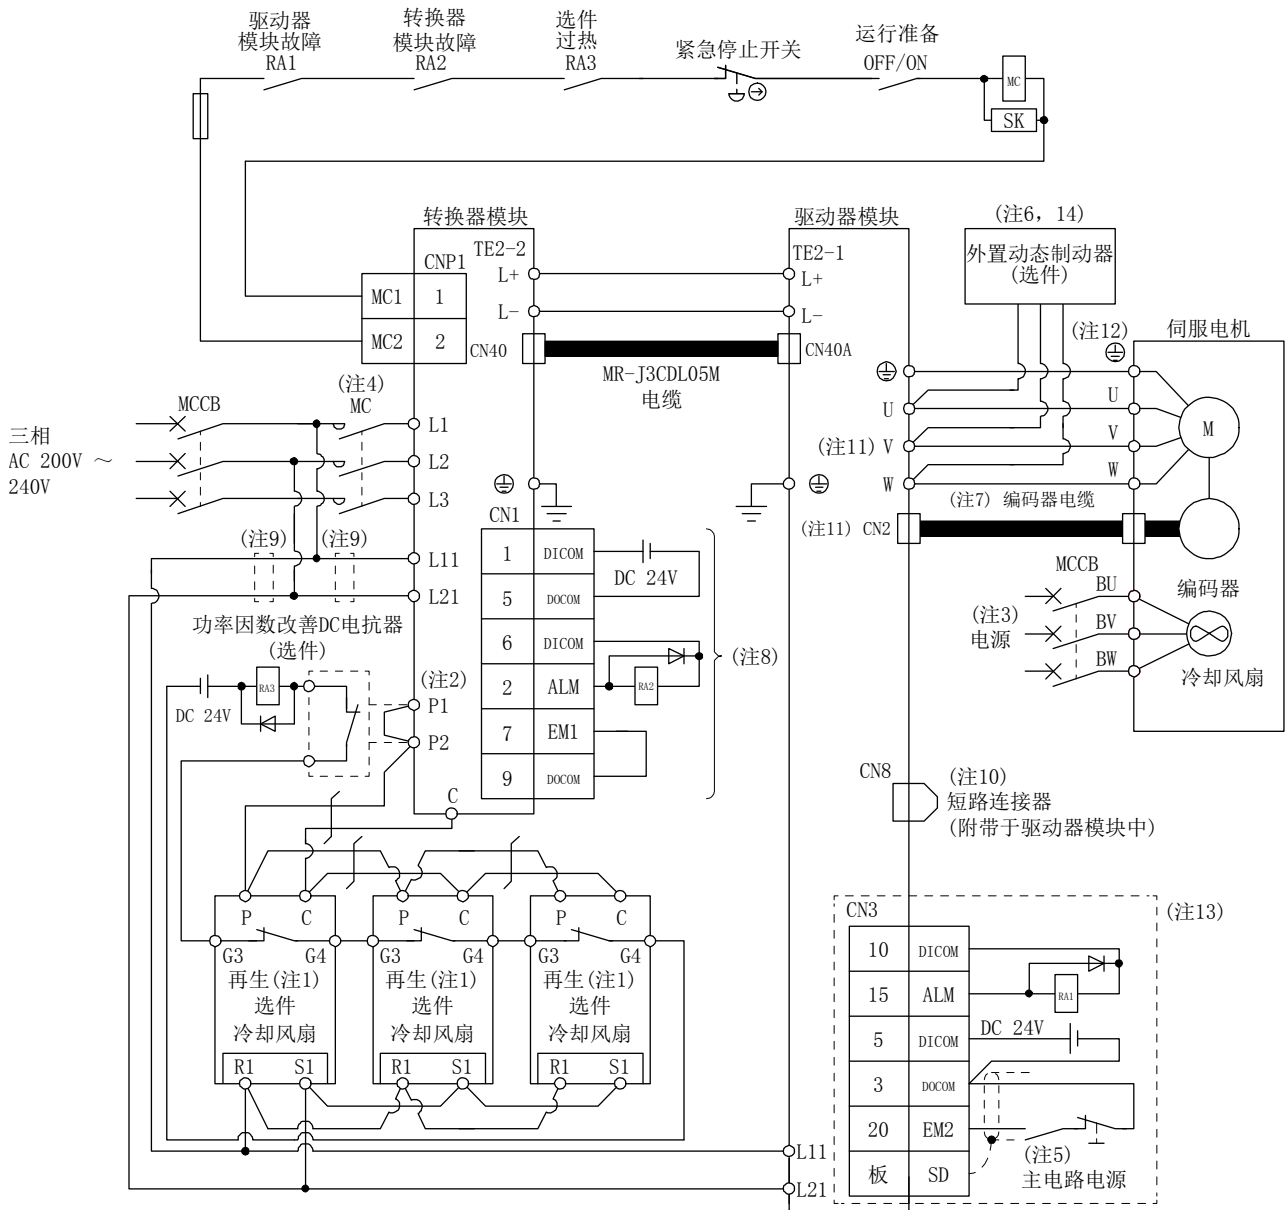 驱动器
模块故障
RA1
转换器
模块故障
RA2
选件
过热
RA3
紧急停止开关
运行准备
OFF/ON
MC
SK
转换器模块
驱动器模块
(注6，14)
外置动态制动器
(选件)
TE2-2
TE2-1
CNP1
L+
L+
MC1
1
L-
L-
MC2
2
CN40
CN40A
MR-J3CDL05M
电缆
(注12)
伺服电机
(注4)
MC
MCCB
三相
AC 200V ～
240V
L1
L2
L3
U
U
M
V
(注11) V
W
W
(注7) 编码器电缆
CN1
(注11) CN2
(注9)
(注9)
L11
L21
1
DICOM
DC 24V
5
DOCOM
6
DICOM
2
ALM
RA2
(注8)
7
EM1
9
DOCOM
MCCB
BU
编码器
(注3)
电源
BV
BW
冷却风扇
功率因数改善DC电抗器
(选件)
RA3
DC 24V
(注2)
P1
P2
C
CN8
(注10)
短路连接器
(附带于驱动器模块中)
P
C
P
C
P
C
G3
G4
G3
G4
G3
G4
再生(注1)
选件
再生(注1)
选件
再生(注1)
选件
冷却风扇
冷却风扇
冷却风扇
R1
S1
R1
S1
R1
S1
L11
L21
CN3
(注13)
10
DICOM
15
ALM
RA1
5
DICOM
DC 24V
3
DOCOM
20
EM2
(注5)
主电路电源
板
SD